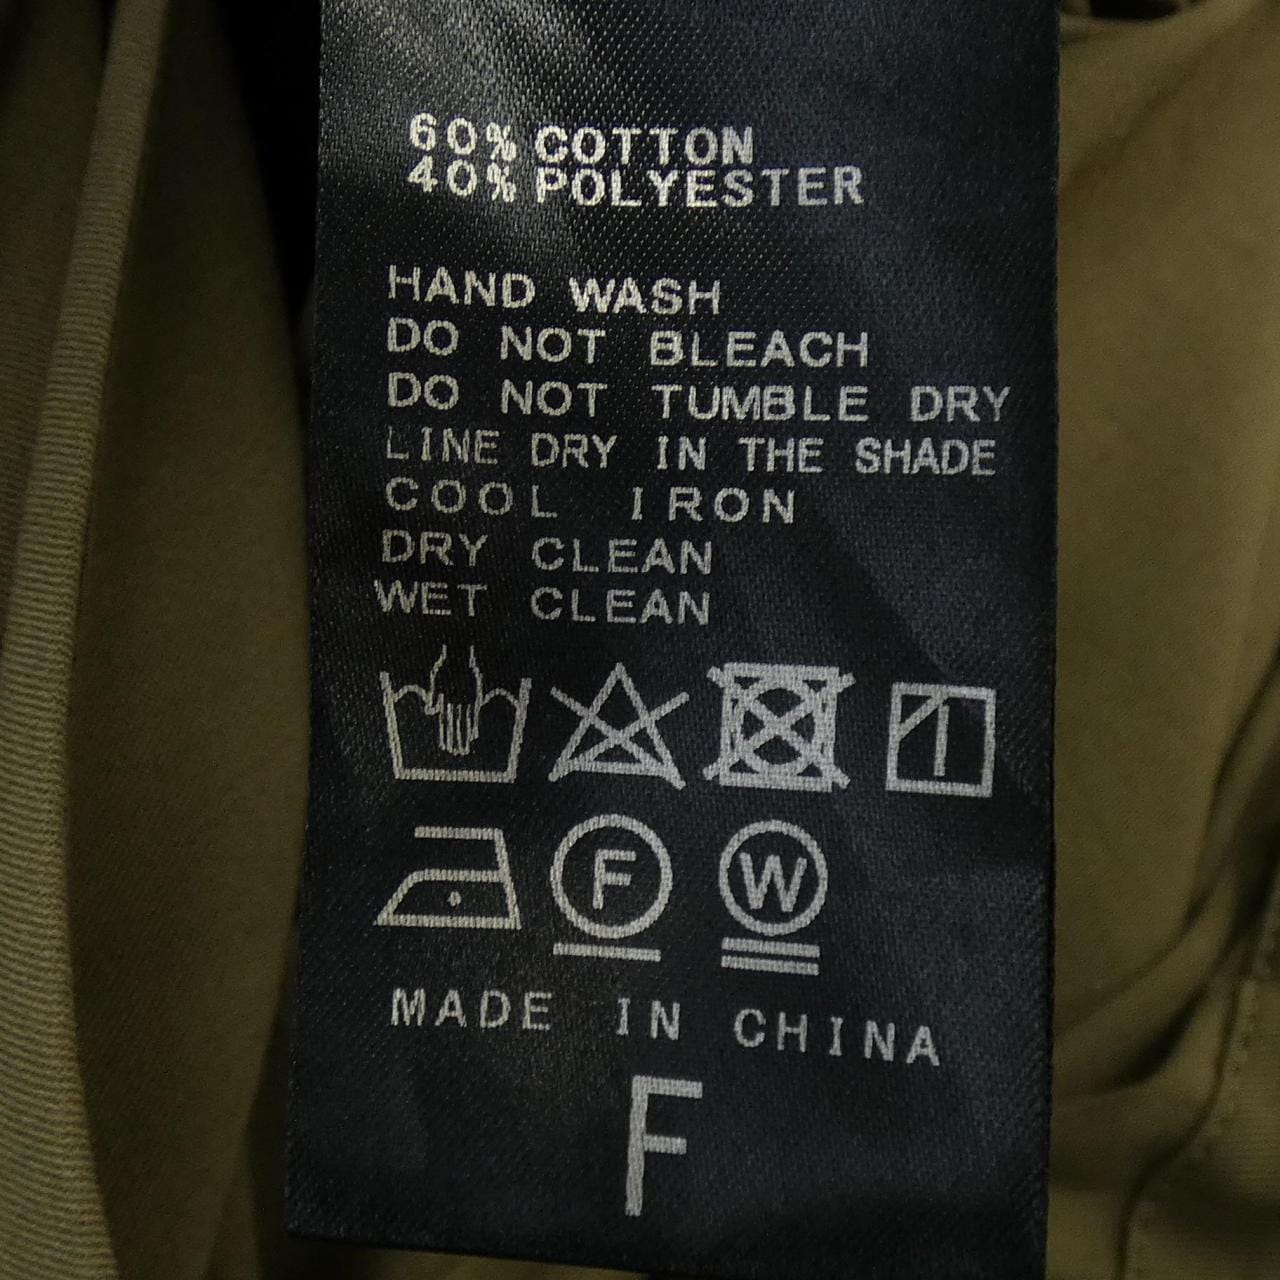 60% COTTON
40% POLYESTER
HAND WASH
DO NOT BLEACH
DO NOT TUMBLE DRY
LINE DRY IN THE SHADE
COOL IRON
DRY CLEAN
WET CLEAN
F W
MADE IN CHINA
F